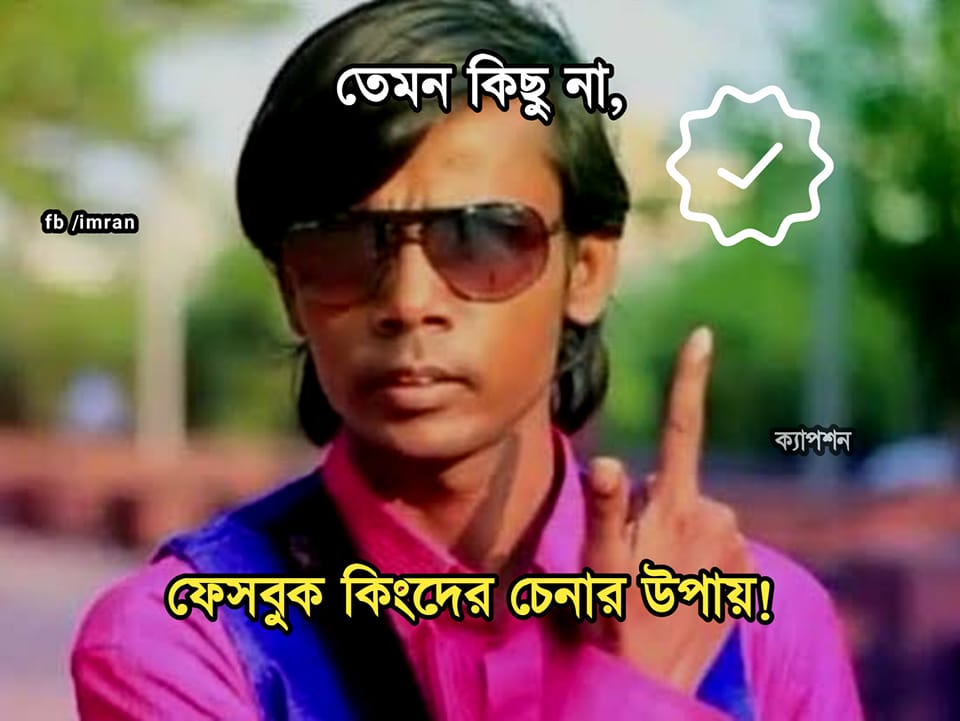 তেমন কিছু না,
fb /imran
ক্যাপশন
ফেসবুক কিংদের চেনার উপায়!